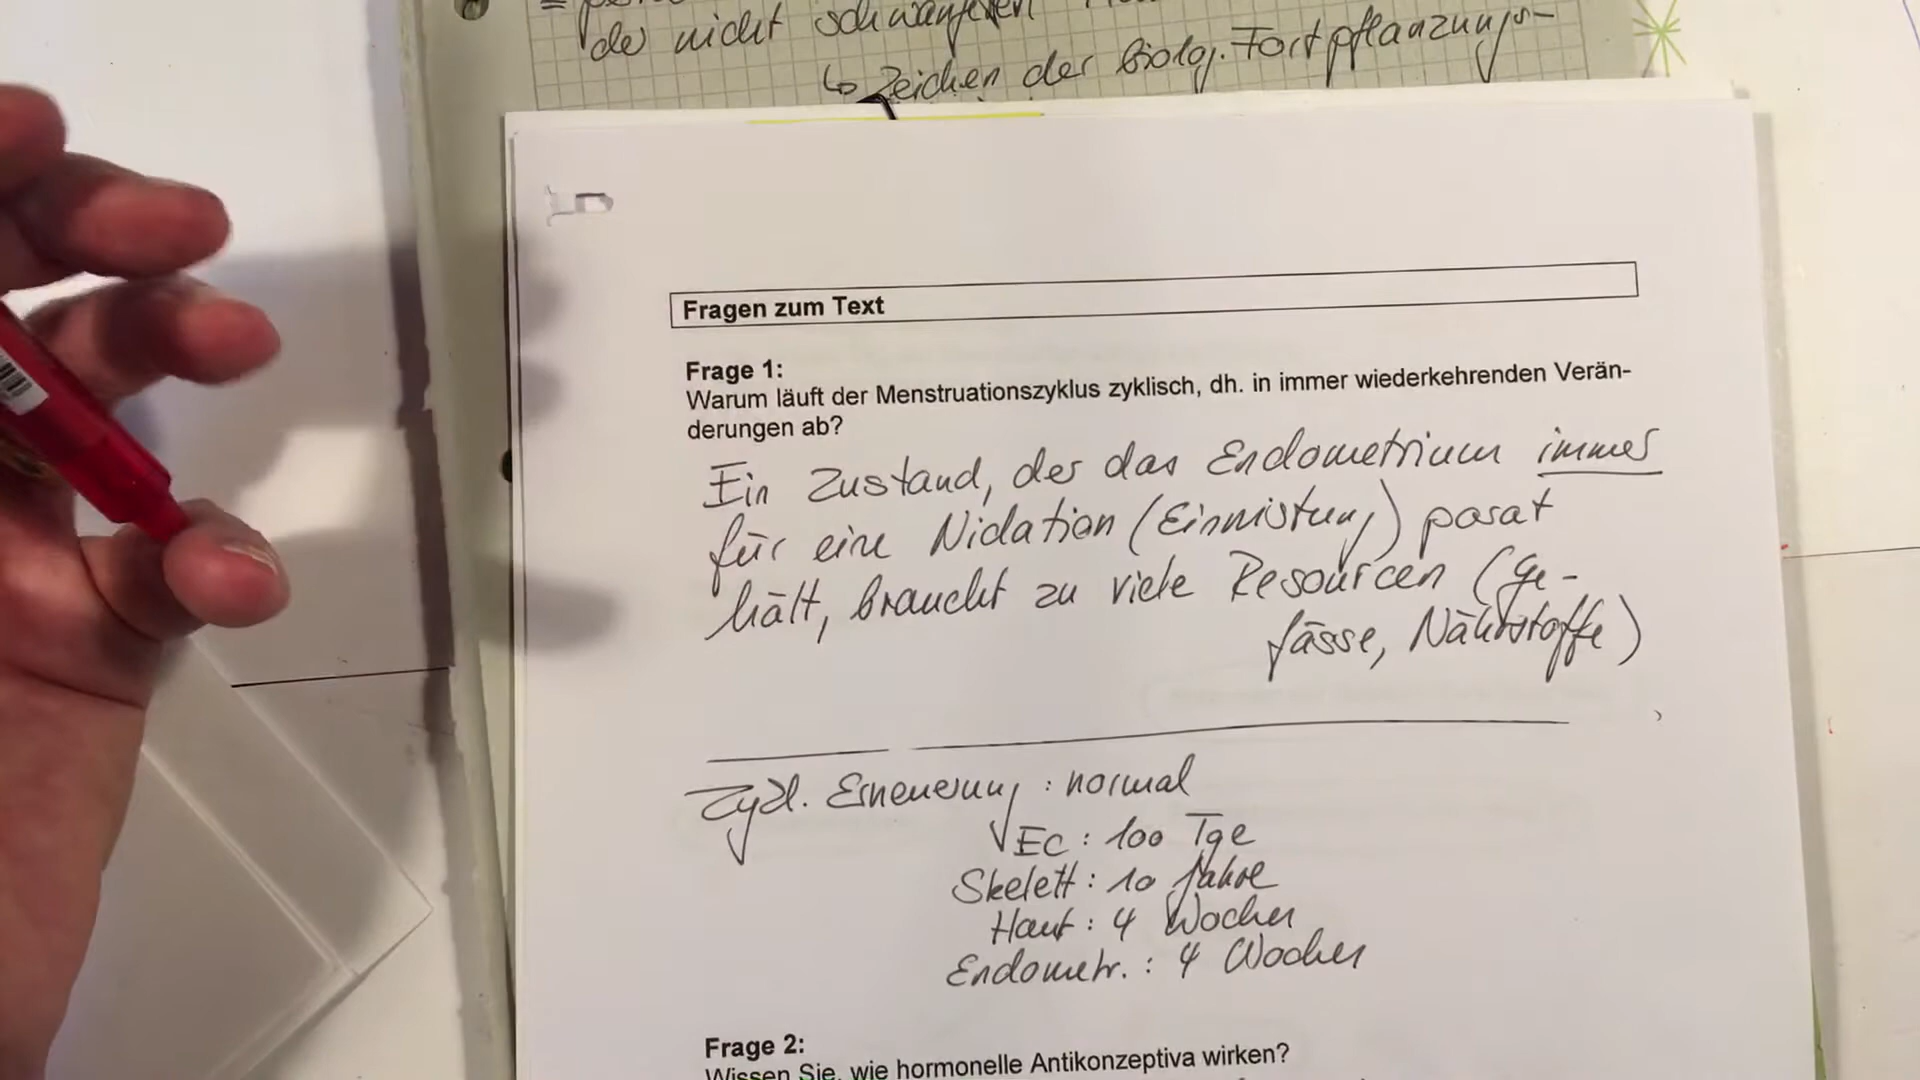 de nicht schwangeren
↳ Zeichen der biolog. Fortpflanzungs-
Fragen zum Text
Frage 1:
Warum läuft der Menstruationszyklus zyklisch, dh. in immer wiederkehrenden Verän-
derungen ab?
Ein Zustand, der das Endometrium immer
für eine Nidation (Einnistung) parat
hält, braucht zu viele Resourcen (Ge-
fässe, Nährstoffe)
Zykl. Erneuerung : normal
EC : 100 Tge
Skelett : 10 Jahre
Haut : 4 Wochen
Endometr. : 4 Wochen
Frage 2:
Wissen Sie, wie hormonelle Antikonzeptiva wirken?